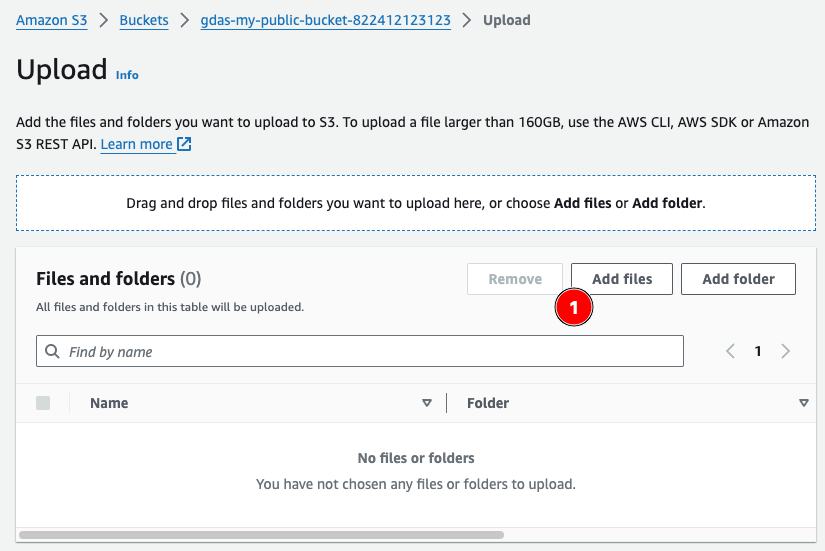 Amazon S3 > Buckets > gdas-my-public-bucket-822412123123 > Upload
Upload Info
Add the files and folders you want to upload to S3. To upload a file larger than 160GB, use the AWS CLI, AWS SDK or Amazon
S3 REST API. Learn more
Drag and drop files and folders you want to upload here, or choose Add files or Add folder.
Files and folders (0)
Remove
Add files
Add folder
All files and folders in this table will be uploaded.
1
Find by name
< 1 >
Name
Folder
No files or folders
You have not chosen any files or folders to upload.